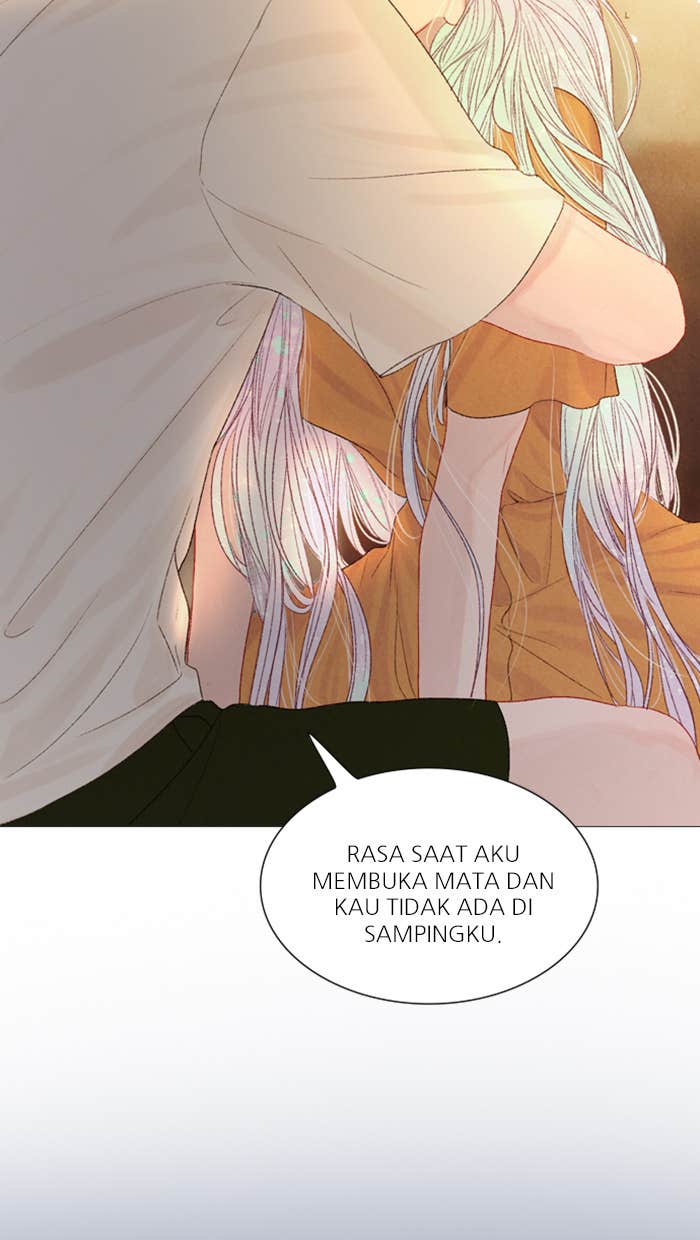 RASA SAAT AKU
MEMBUKA MATA DAN
KAU TIDAK ADA DI
SAMPINGKU.